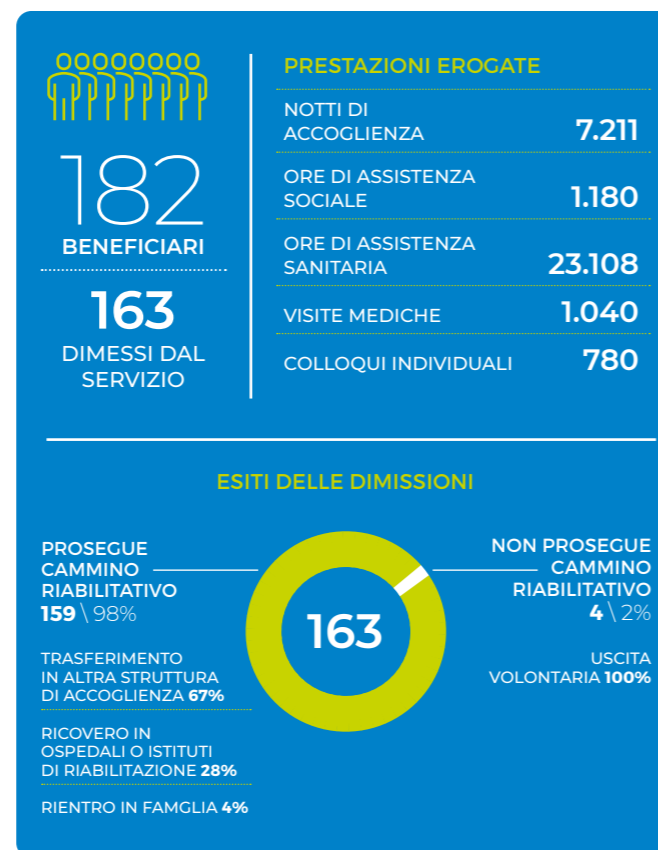 182
BENEFICIARI
163
DIMESSI DAL
SERVIZIO
PRESTAZIONI EROGATE
NOTTI DI
ACCOGLIENZA 7.211
ORE DI ASSISTENZA
SOCIALE 1.180
ORE DI ASSISTENZA
SANITARIA 23.108
VISITE MEDICHE 1.040
COLLOQUI INDIVIDUALI 780
ESITI DELLE DIMISSIONI
PROSEGUE
CAMMINO
RIABILITATIVO
159 \ 98%
TRASFERIMENTO
IN ALTRA STRUTTURA
DI ACCOGLIENZA 67%
RICOVERO IN
OSPEDALI O ISTITUTI
DI RIABILITAZIONE 28%
RIENTRO IN FAMGLIA 4%
163
NON PROSEGUE
CAMMINO
RIABILITATIVO
4 \ 2%
USCITA
VOLONTARIA 100%